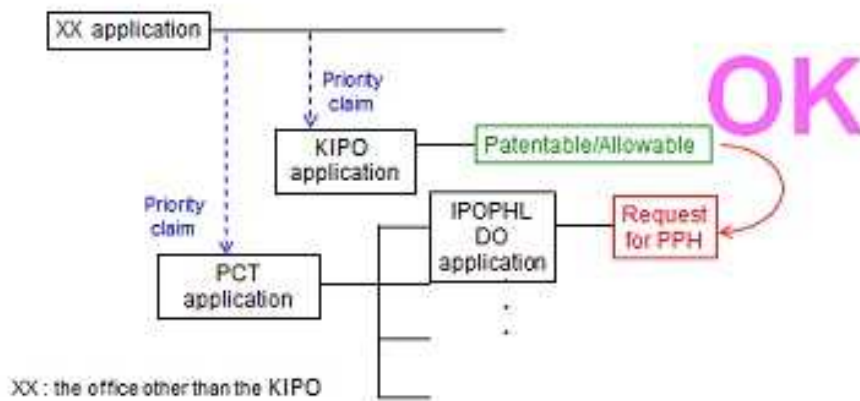 XX application
OK
Priority
claim
KIPO
application
Patentable/Allowable
Priority
claim
IPOPHL
DO
application
Request
for PPH
PCT
application
XX : the office other than the KIPO